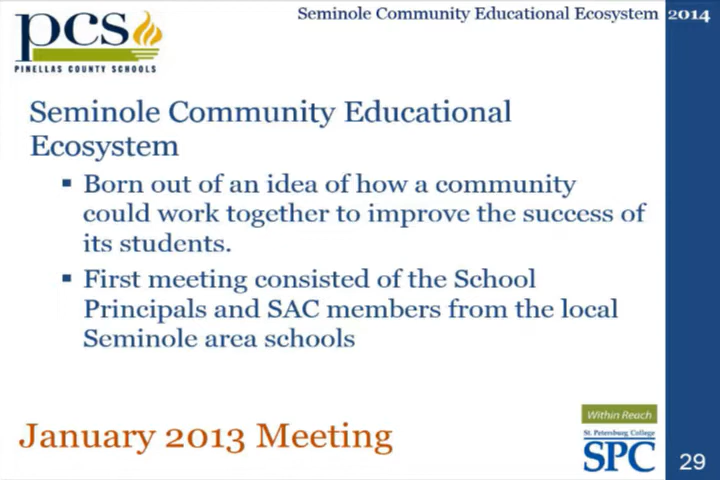 Seminole Community Educational Ecosystem 2014
pcs
PINELLAS COUNTY SCHOOLS
Seminole Community Educational
Ecosystem
▪ Born out of an idea of how a community
could work together to improve the success of
its students.
▪ First meeting consisted of the School
Principals and SAC members from the local
Seminole area schools
January 2013 Meeting
Within Reach
St. Petersburg College
SPC
29